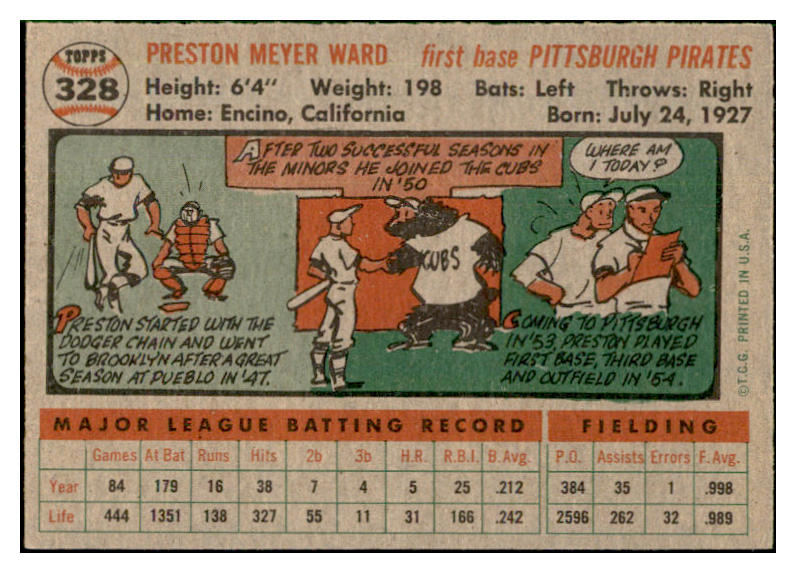 TOPPS
328
PRESTON MEYER WARD first base PITTSBURGH PIRATES
Height: 6'4" Weight: 198 Bats: Left Throws: Right
Home: Encino, California Born: July 24, 1927
AFTER TWO SUCCESSFUL SEASONS IN
THE MINORS HE JOINED THE CUBS
IN '50
WHERE AM
I TODAY?
CUBS
PRESTON STARTED WITH THE
DODGER CHAIN AND WENT
TO BROOKLYN AFTER A GREAT
SEASON AT PUEBLO IN '47.
COMING TO PITTSBURGH
IN '53, PRESTON PLAYED
FIRST BASE, THIRD BASE
AND OUTFIELD IN '54.
©T.C.G. PRINTED IN U.S.A.
MAJOR LEAGUE BATTING RECORD FIELDING
Games At Bat Runs Hits 2b 3b H.R. R.B.I. B. Avg. P.O. Assists Errors F. Avg.
Year 84 179 16 38 7 4 5 25 .212 384 35 1 .998
Life 444 1351 138 327 55 11 31 166 .242 2596 262 32 .989